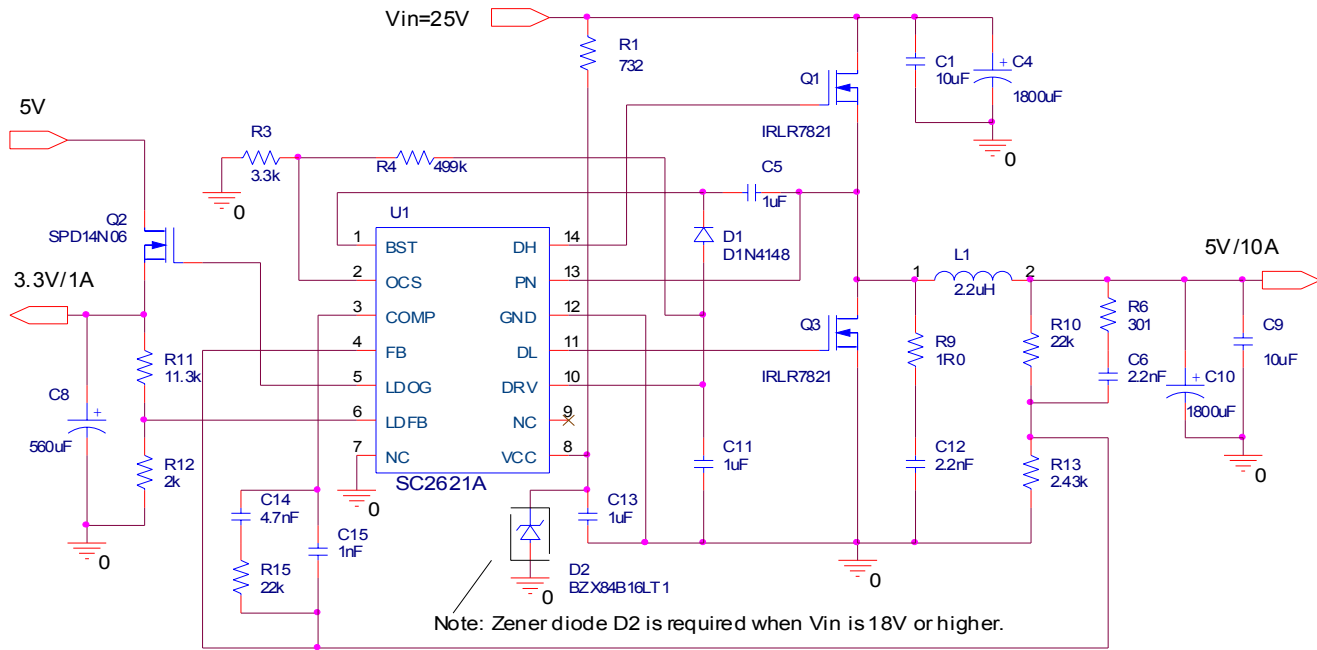 Vin=25V
R1
732
C1
10uF
+
C4
1800uF
Q1
IRLR7821
0
5V
R3
3.3k
R4
499k
0
C5
1uF
Q2
SPD14N06
U1
D1
D1N4148
1
BST
DH
14
2
OCS
PN
13
3
COMP
GND
12
4
FB
DL
11
5
LDOG
DRV
10
6
LDFB
NC
9
7
NC
VCC
8
SC2621A
0
3.3V/1A
R11
11.3k
C8
+
560uF
R12
2k
0
Q3
IRLR7821
1
L1
2
2.2uH
5V/10A
R9
1R0
R10
22k
R6
301
C6
2.2nF
C9
10uF
+
C10
1800uF
0
C11
1uF
C12
2.2nF
R13
2.43k
C14
4.7nF
C15
1nF
R15
22k
C13
1uF
D2
BZX84B16LT1
0
0
Note: Zener diode D2 is required when Vin is 18V or higher.